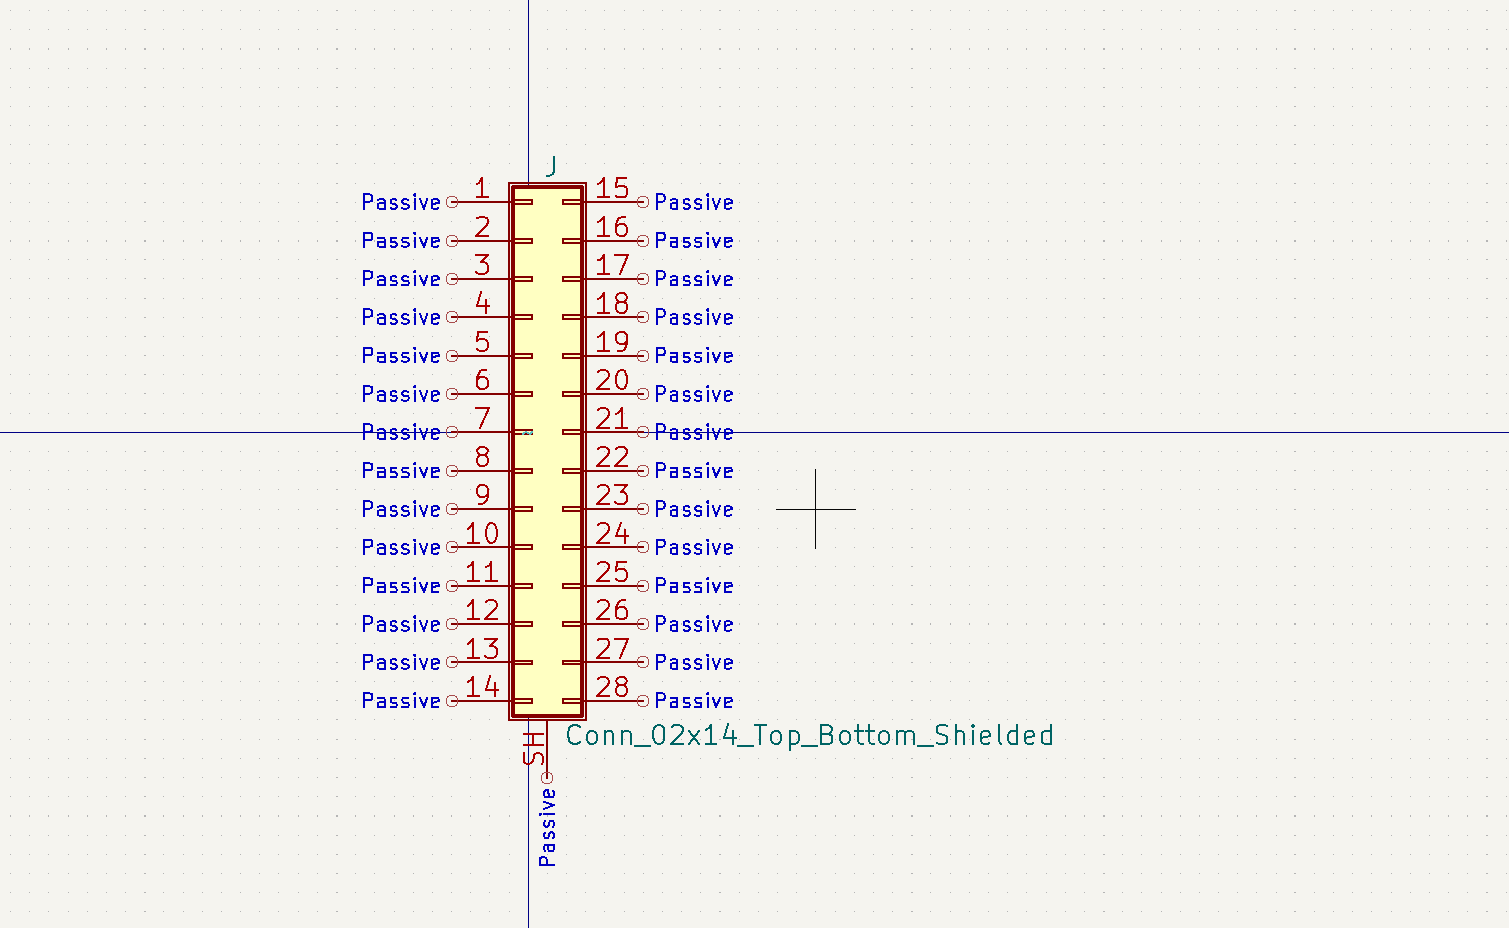 J
Passive 1 15 Passive
Passive 2 16 Passive
Passive 3 17 Passive
Passive 4 18 Passive
Passive 5 19 Passive
Passive 6 20 Passive
Passive 7 21 Passive
Passive 8 22 Passive
Passive 9 23 Passive
Passive 10 24 Passive
Passive 11 25 Passive
Passive 12 26 Passive
Passive 13 27 Passive
Passive 14 28 Passive
SH
Conn_02x14_Top_Bottom_Shielded
Passive